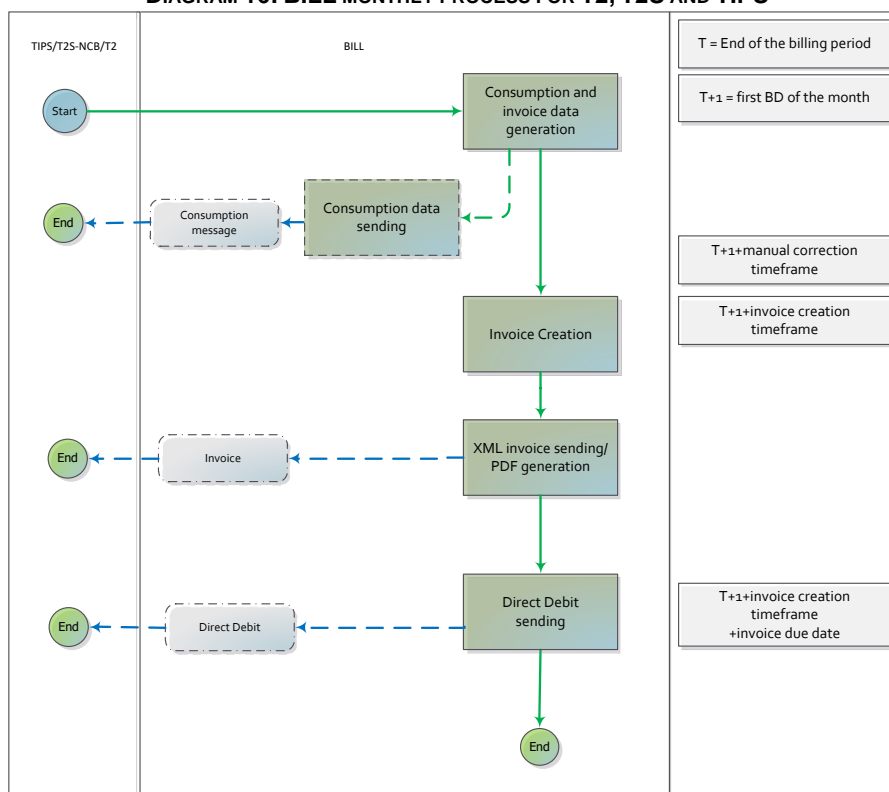 DIAGRAM BILL MONTHLY PROCESS FOR T2, T2S AND TIPS
TIPS/T2S-NCB/T2
BILL
T = End of the billing period
Start
Consumption and
invoice data
generation
T+1 = first BD of the month
End
Consumption
message
Consumption data
sending
T+1+manual correction
timeframe
Invoice Creation
T+1+invoice creation
timeframe
End
Invoice
XML invoice sending/
PDF generation
End
Direct Debit
Direct Debit
sending
T+1+invoice creation
timeframe
+invoice due date
End